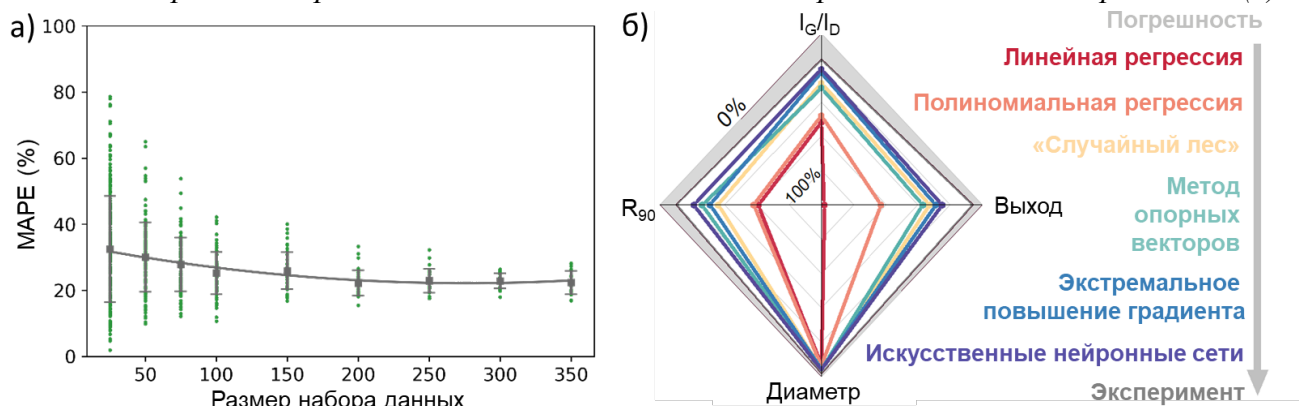 а)
MAPE (%)
100
80
60
40
20
0
50
100
150
200
250
300
350
Размер набора данных
б)
I_G/I_D
0%
100%
R_90
Выход
Диаметр
Погрешность
Линейная регрессия
Полиномиальная регрессия
«Случайный лес»
Метод
опорных
векторов
Экстремальное
повышение градиента
Искусственные нейронные сети
Эксперимент